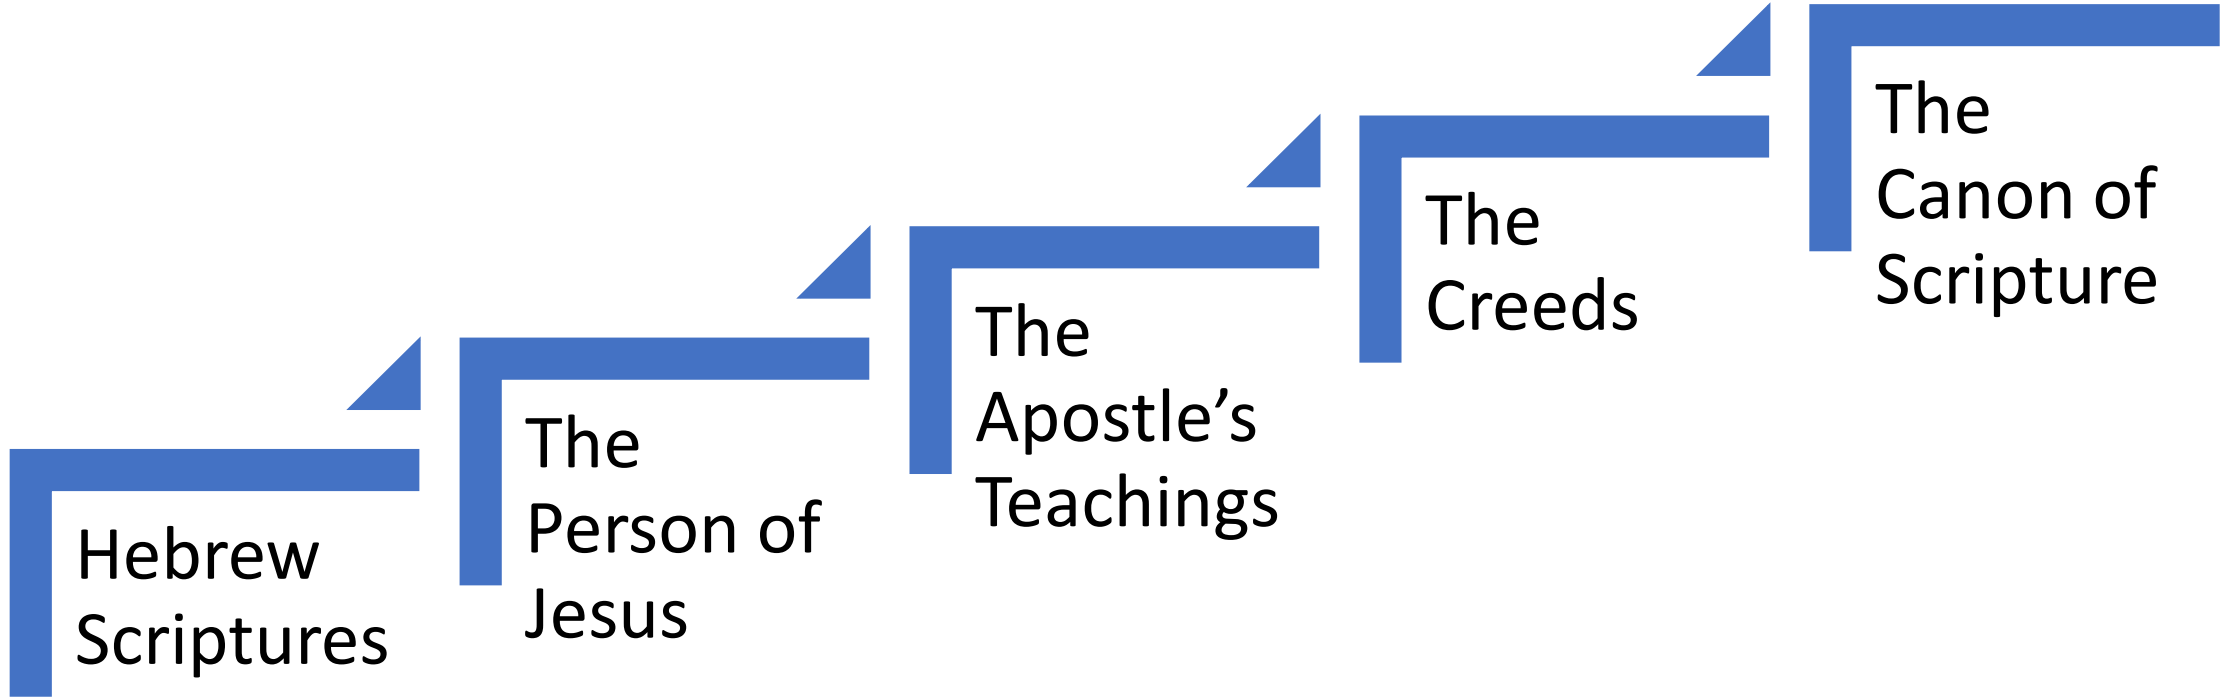 Hebrew
Scriptures
The
Person of
Jesus
The
Apostle’s
Teachings
The
Creeds
The
Canon of
Scripture